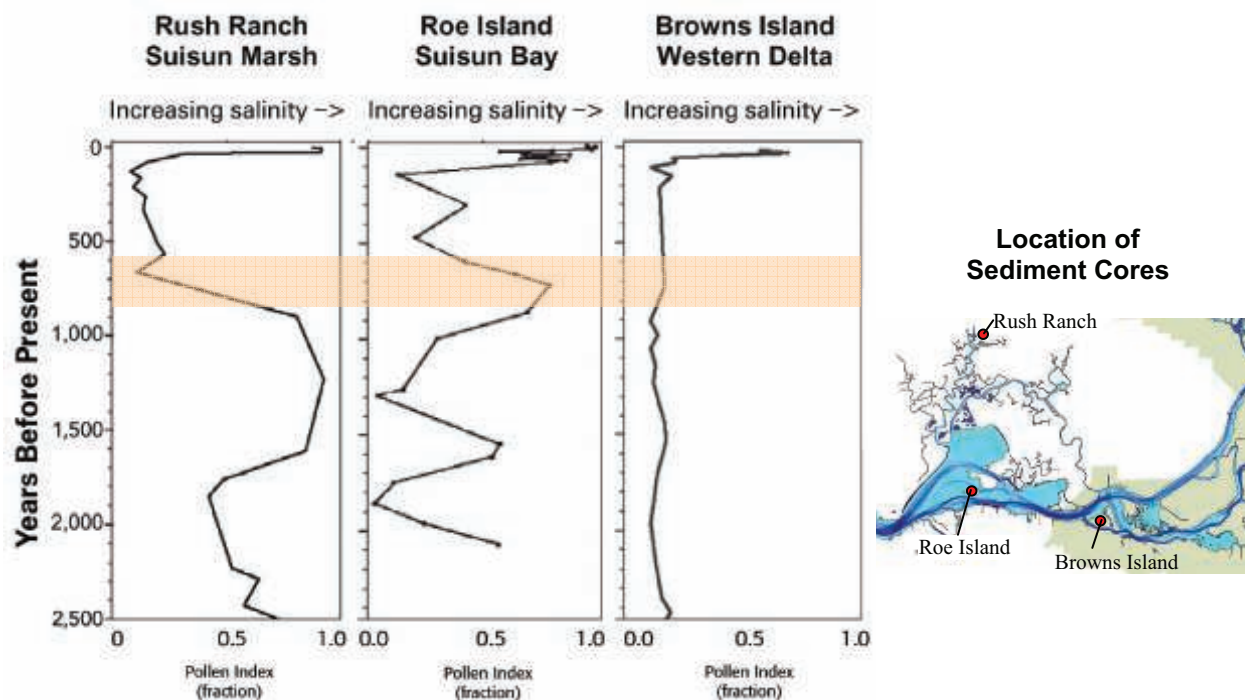 Rush Ranch
Suisun Marsh
Roe Island
Suisun Bay
Browns Island
Western Delta
Increasing salinity –>
Increasing salinity –>
Increasing salinity –>
Years Before Present
0
500
1,000
1,500
2,000
2,500
0 0.5 1.0
0.0 0.5 1.0
0.0 0.5 1.0
Pollen Index
(fraction)
Pollen Index
(fraction)
Pollen Index
(fraction)
Location of
Sediment Cores
Rush Ranch
Roe Island
Browns Island